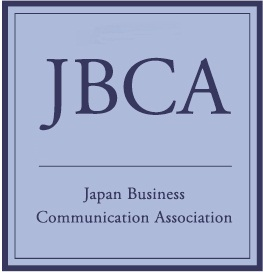 JBCA
Japan Business
Communication Association